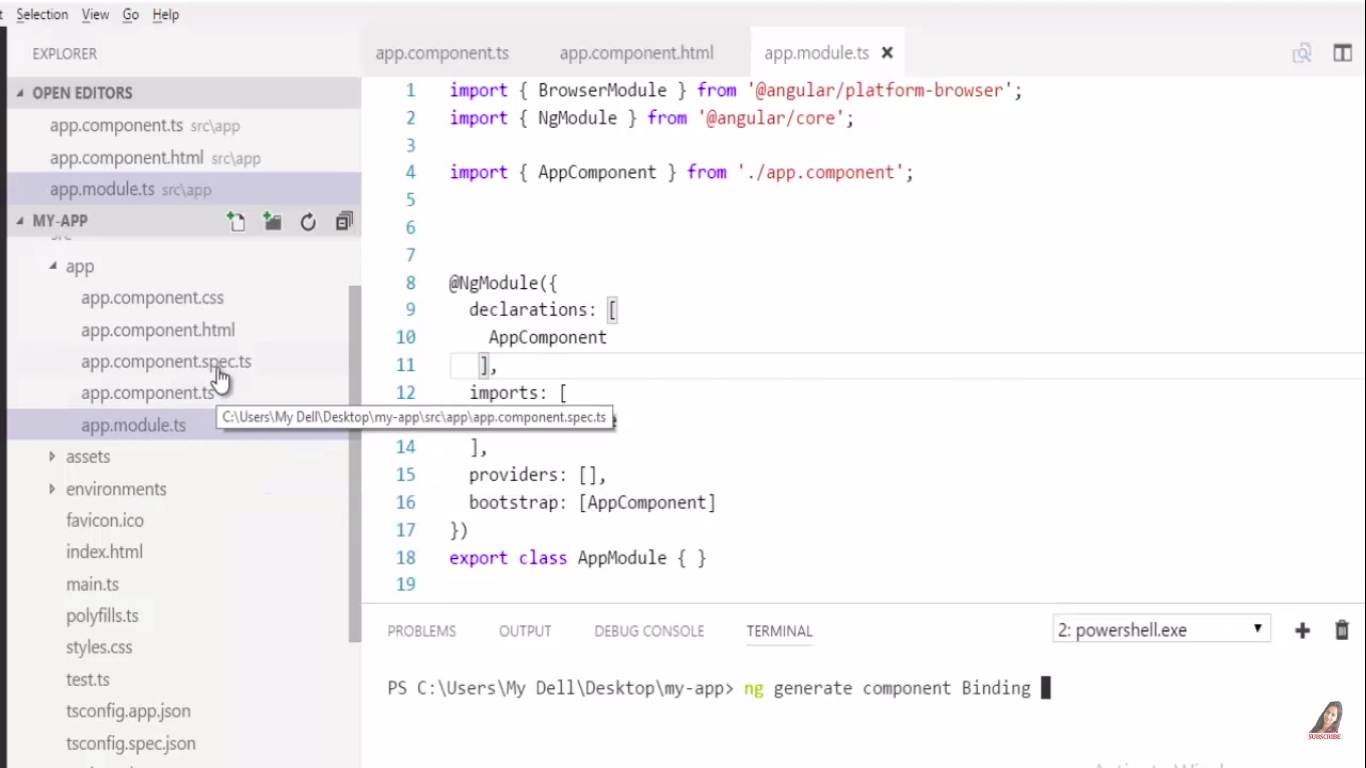 Selection View Go Help
EXPLORER
OPEN EDITORS
app.component.ts src\app
app.component.html src\app
app.module.ts src\app
MY-APP
src
app
app.component.css
app.component.html
app.component.spec.ts
app.component.ts
app.module.ts
assets
environments
favicon.ico
index.html
main.ts
polyfills.ts
styles.css
test.ts
tsconfig.app.json
tsconfig.spec.json
C:\Users\My Dell\Desktop\my-app\src\app\app.component.spec.ts
app.component.ts app.component.html app.module.ts ×
1 import { BrowserModule } from '@angular/platform-browser';
2 import { NgModule } from '@angular/core';
3
4 import { AppComponent } from './app.component';
5
6
7
8 @NgModule({
9 declarations: [
10 AppComponent
11 ],
12 imports: [
14 ],
15 providers: [],
16 bootstrap: [AppComponent]
17 })
18 export class AppModule { }
19
PROBLEMS OUTPUT DEBUG CONSOLE TERMINAL 2: powershell.exe
PS C:\Users\My Dell\Desktop\my-app> ng generate component Binding
SUBSCRIBE